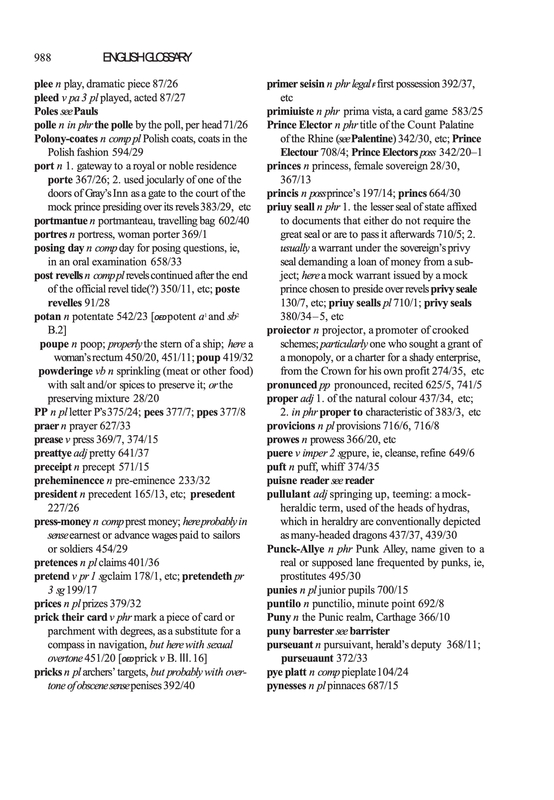 988 ENGLISH GLOSSARY
plee n play, dramatic piece 87/26
pleed v pa 3 pl played, acted 87/27
Poles see Pauls
polle n in phr the polle by the poll, per head 71/26
Polony-coates n comp pl Polish coats, coats in the
Polish fashion 594/29
port n 1. gateway to a royal or noble residence
porte 367/26; 2. used jocularly of one of the
doors of Gray's Inn as a gate to the court of the
mock prince presiding over its revels 383/29, etc
portmantue n portmanteau, travelling bag 602/40
portres n portress, woman porter 369/1
posing day n comp day for posing questions, ie,
in an oral examination 658/33
post revells n comp pl revels continued after the end
of the official revel tide(?) 350/11, etc; poste
revelles 91/28
potan n potentate 542/23 [OED potent a¹ and sb²
B.2]
poupe n poop; properly the stern of a ship; here a
woman's rectum 450/20, 451/11; poup 419/32
powderinge vb n sprinkling (meat or other food)
with salt and/or spices to preserve it; or the
preserving mixture 28/20
PP n pl letter P's 375/24; pees 377/7; ppes 377/8
praer n prayer 627/33
prease v press 369/7, 374/15
preattye adj pretty 641/37
preceipt n precept 571/15
preheminencce n pre-eminence 233/32
president n precedent 165/13, etc; presedent
227/26
press-money n comp prest money; here probably in
sense earnest or advance wages paid to sailors
or soldiers 454/29
pretences n pl claims 401/36
pretend v pr 1 sg claim 178/1, etc; pretendeth pr
3 sg 199/17
prices n pl prizes 379/32
prick their card v phr mark a piece of card or
parchment with degrees, as a substitute for a
compass in navigation, but here with sexual
overtone 451/20 [OED prick v B. III. 16]
pricks n pl archers' targets, but probably with over-
tone of obscene sense penises 392/40
primer seisin n phr legal Fr first possession 392/37,
etc
primiuiste n phr prima vista, a card game 583/25
Prince Elector n phr title of the Count Palatine
of the Rhine (see Palentine) 342/30, etc; Prince
Electour 708/4; Prince Electors poss 342/20–1
princes n princess, female sovereign 28/30,
367/13
princis n poss prince's 197/14; princs 664/30
priuy seall n phr 1. the lesser seal of state affixed
to documents that either do not require the
great seal or are to pass it afterwards 710/5; 2.
usually a warrant under the sovereign's privy
seal demanding a loan of money from a sub-
ject; here a mock warrant issued by a mock
prince chosen to preside over revels privy seale
130/7, etc; priuy sealls pl 710/1; privy seals
380/34–5, etc
proiector n projector, a promoter of crooked
schemes; particularly one who sought a grant of
a monopoly, or a charter for a shady enterprise,
from the Crown for his own profit 274/35, etc
pronunced pp pronounced, recited 625/5, 741/5
proper adj 1. of the natural colour 437/34, etc;
2. in phr proper to characteristic of 383/3, etc
provicions n pl provisions 716/6, 716/8
prowes n prowess 366/20, etc
puere v imper 2 sg pure, ie, cleanse, refine 649/6
puft n puff, whiff 374/35
puisne reader see reader
pullulant adj springing up, teeming: a mock-
heraldic term, used of the heads of hydras,
which in heraldry are conventionally depicted
as many-headed dragons 437/37, 439/30
Punck-Allye n phr Punk Alley, name given to a
real or supposed lane frequented by punks, ie,
prostitutes 495/30
punies n pl junior pupils 700/15
puntilo n punctilio, minute point 692/8
Puny n the Punic realm, Carthage 366/10
puny barrester see barrister
purseuant n pursuivant, herald's deputy 368/11;
purseuaunt 372/33
pye platt n comp pieplate 104/24
pynesses n pl pinnaces 687/15